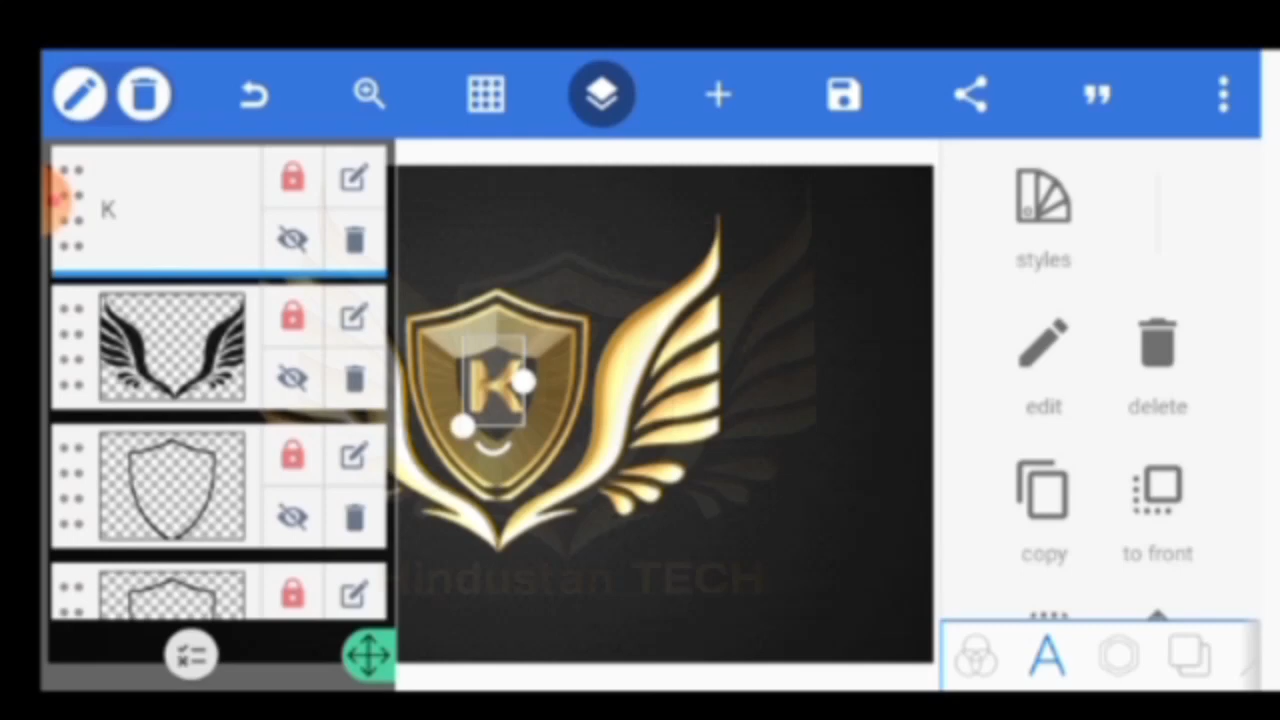 K
styles
K
edit
delete
copy
to front
Hindustan TECH
A